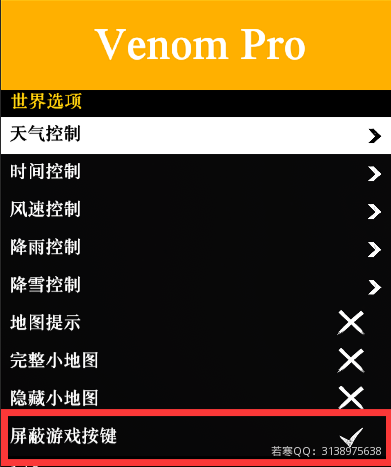 Venom Pro
世界选项
天气控制
时间控制
风速控制
降雨控制
降雪控制
地图提示
完整小地图
隐藏小地图
屏蔽游戏按键
若寒QQ：3138975638